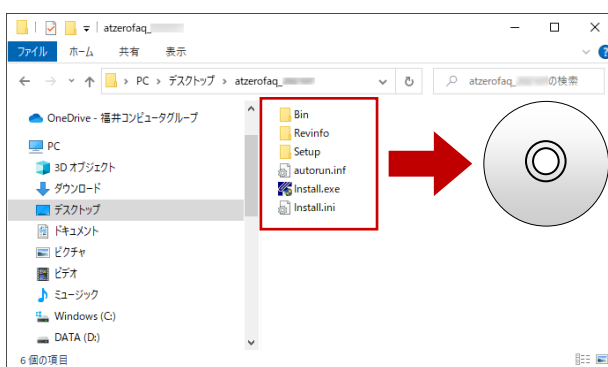 atzerofaq_
ファイル ホーム 共有 表示
PC › デスクトップ › atzerofaq_
atzerofaq_ の検索
OneDrive - 福井コンピュータグループ
PC
3D オブジェクト
ダウンロード
デスクトップ
ドキュメント
ピクチャ
ビデオ
ミュージック
Windows (C:)
DATA (D:)
Bin
Revinfo
Setup
autorun.inf
Install.exe
Install.ini
6 個の項目